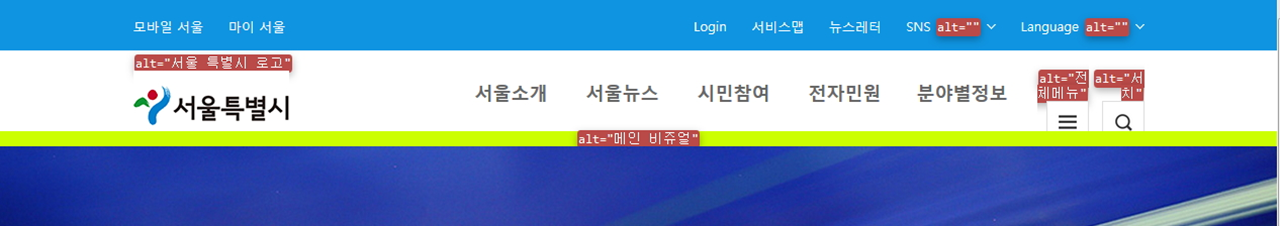 모바일 서울 마이 서울 Login 서비스맵 뉴스레터 SNS alt="" Language alt=""
alt="서울 특별시 로고"
서울특별시 서울소개 서울뉴스 시민참여 전자민원 분야별정보
alt="전체메뉴" alt="서치"
alt="메인 비쥬얼"